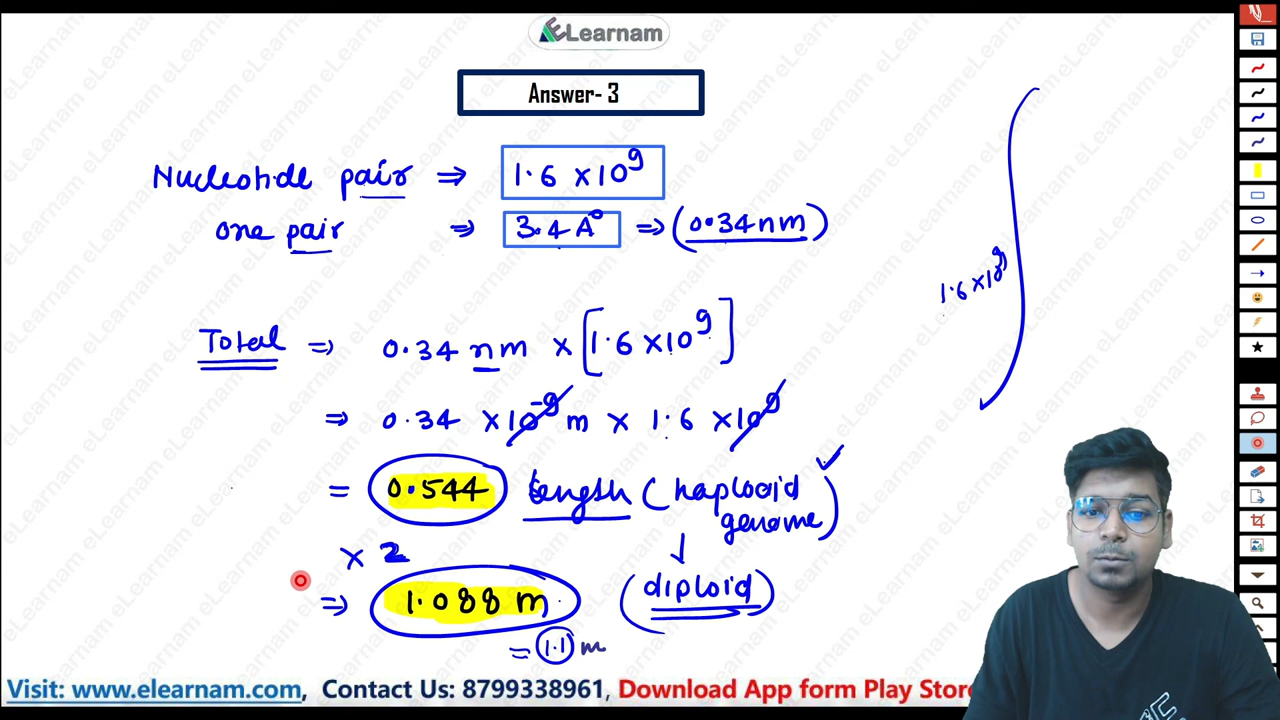 eLearnam
Answer- 3
Nucleotide pair ⇒ 1.6 ×10⁹
one pair ⇒ 3.4 A° ⇒ (0.34 nm)
1.6 ×10⁹
Total ⇒ 0.34 nm × [1.6 ×10⁹]
⇒ 0.34 ×10⁻⁹ m × 1.6 ×10⁹
= 0.544 length (haploid genome)
× 2
⇒ 1.088 m (diploid)
= 1.1 m
Visit: www.elearnam.com, Contact Us: 8799338961, Download App form Play Store